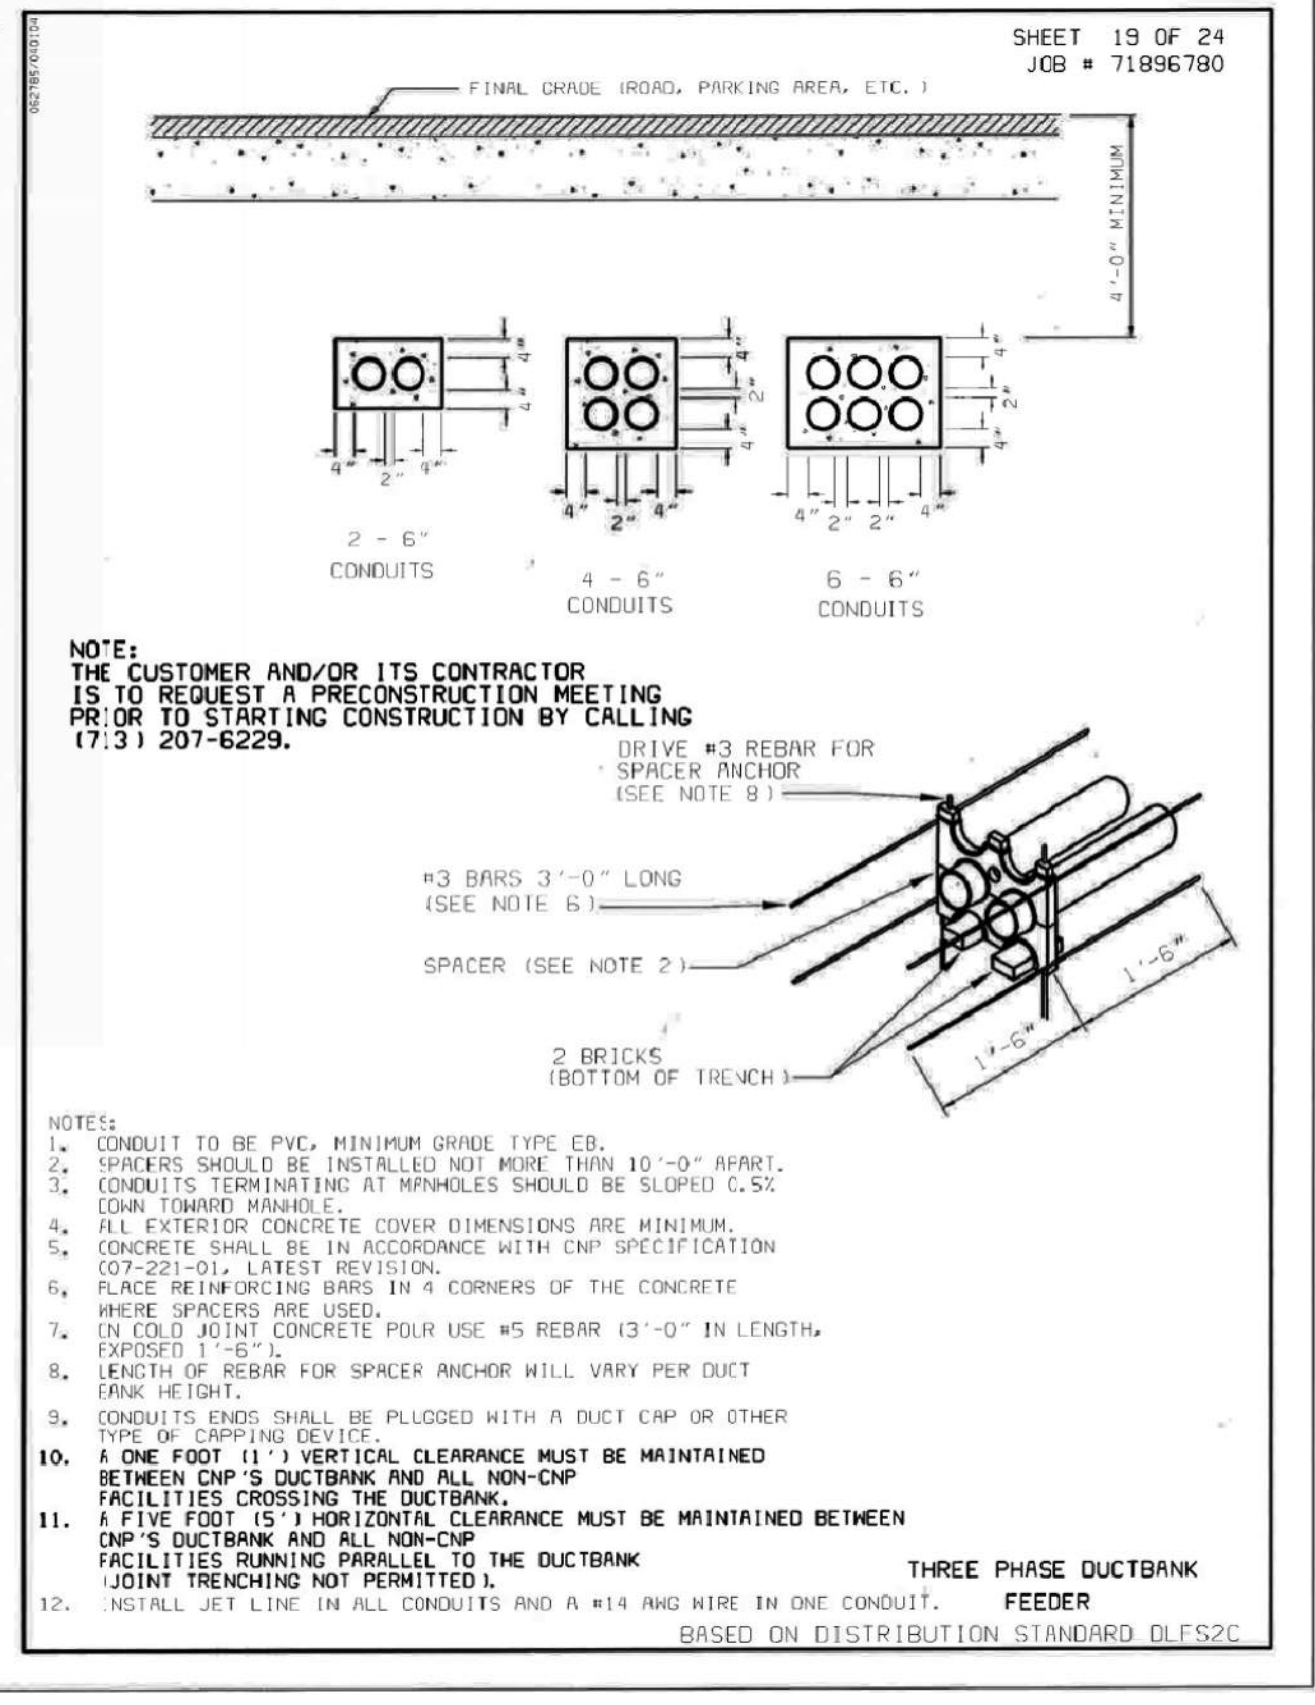 062785/040104
SHEET 19 OF 24
JOB # 71896780
FINAL GRADE (ROAD, PARKING AREA, ETC.)
4'-0" MINIMUM
4"
4"
4"
2"
4"
2 - 6"
CONDUITS
4"
2"
4"
4"
2"
4"
4 - 6"
CONDUITS
4"
2"
4"
4"
2"
2"
4"
6 - 6"
CONDUITS
NOTE:
THE CUSTOMER AND/OR ITS CONTRACTOR
IS TO REQUEST A PRECONSTRUCTION MEETING
PRIOR TO STARTING CONSTRUCTION BY CALLING
(713) 207-6229.
DRIVE #3 REBAR FOR
SPACER ANCHOR
(SEE NOTE 8)
#3 BARS 3'-0" LONG
(SEE NOTE 6)
SPACER (SEE NOTE 2)
1'-6"
1'-6"
2 BRICKS
(BOTTOM OF TRENCH)
NOTES:
1. CONDUIT TO BE PVC, MINIMUM GRADE TYPE EB.
2. SPACERS SHOULD BE INSTALLED NOT MORE THAN 10'-0" APART.
3. CONDUITS TERMINATING AT MANHOLES SHOULD BE SLOPED 0.5%
DOWN TOWARD MANHOLE.
4. ALL EXTERIOR CONCRETE COVER DIMENSIONS ARE MINIMUM.
5. CONCRETE SHALL BE IN ACCORDANCE WITH CNP SPECIFICATION
007-221-01, LATEST REVISION.
6. PLACE REINFORCING BARS IN 4 CORNERS OF THE CONCRETE
WHERE SPACERS ARE USED.
7. ON COLD JOINT CONCRETE POUR USE #5 REBAR (3'-0" IN LENGTH,
EXPOSED 1'-6").
8. LENGTH OF REBAR FOR SPACER ANCHOR WILL VARY PER DUCT
BANK HEIGHT.
9. CONDUITS ENDS SHALL BE PLUGGED WITH A DUCT CAP OR OTHER
TYPE OF CAPPING DEVICE.
10. A ONE FOOT (1') VERTICAL CLEARANCE MUST BE MAINTAINED
BETWEEN CNP'S DUCTBANK AND ALL NON-CNP
FACILITIES CROSSING THE DUCTBANK.
11. A FIVE FOOT (5') HORIZONTAL CLEARANCE MUST BE MAINTAINED BETWEEN
CNP'S DUCTBANK AND ALL NON-CNP
FACILITIES RUNNING PARALLEL TO THE DUCTBANK
(JOINT TRENCHING NOT PERMITTED).
12. INSTALL JET LINE IN ALL CONDUITS AND A #14 AWG WIRE IN ONE CONDUIT.
THREE PHASE DUCTBANK
FEEDER
BASED ON DISTRIBUTION STANDARD DLFS2C